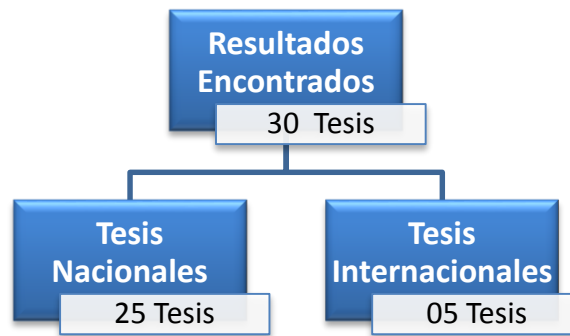 Resultados
Encontrados
30 Tesis
Tesis
Nacionales
25 Tesis
Tesis
Internacionales
05 Tesis